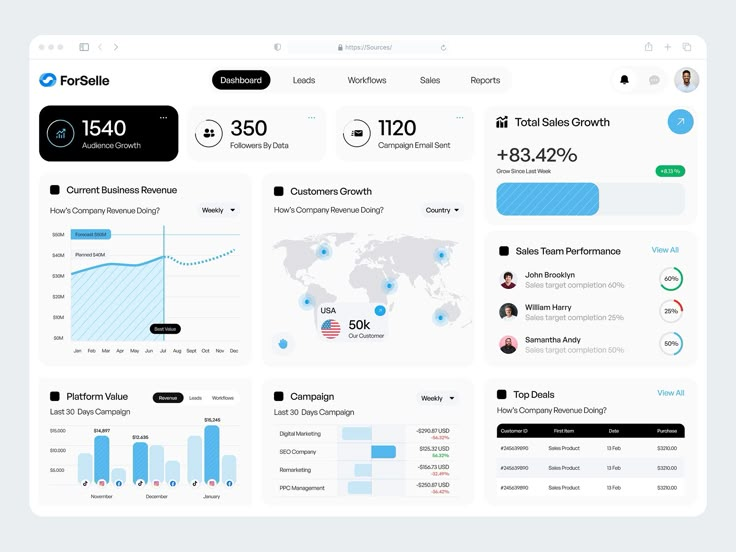 https://Sources/
ForSelle
Dashboard
Leads
Workflows
Sales
Reports
1540
Audience Growth
350
Followers By Data
1120
Campaign Email Sent
Total Sales Growth
+83.42%
Grow Since Last Week
+8.33 %
Current Business Revenue
How's Company Revenue Doing?
Weekly
$50M
Forecast $50M
$40M
Planned $40M
$30M
$20M
$10M
$0M
Best Value
Jan Feb Mar Apr May Jun Jul Aug Sept Oct Nov Dec
Customers Growth
How's Company Revenue Doing?
Country
USA
50k
Our Customer
Sales Team Performance
View All
John Brooklyn
Sales target completion 60%
60%
William Harry
Sales target completion 25%
25%
Samantha Andy
Sales target completion 50%
50%
Platform Value
Revenue
Leads
Workflows
Last 30 Days Campaign
$15,000
$10,000
$5,000
$14,897
$12,635
$15,245
November
December
January
Campaign
Weekly
Last 30 Days Campaign
Digital Marketing
-$290.87 USD
SEO Company
$125.32 USD
56.32%
Remorketing
-$156.73 USD
-32.49%
PPC Management
-$250.87 USD
Top Deals
View All
How's Company Revenue Doing?
Customer ID First Item Date Purchase
#245639890 Sales Product 13 Feb $3210.00
#245639890 Sales Product 13 Feb $3210.00
#245639890 Sales Product 13 Feb $3210.00